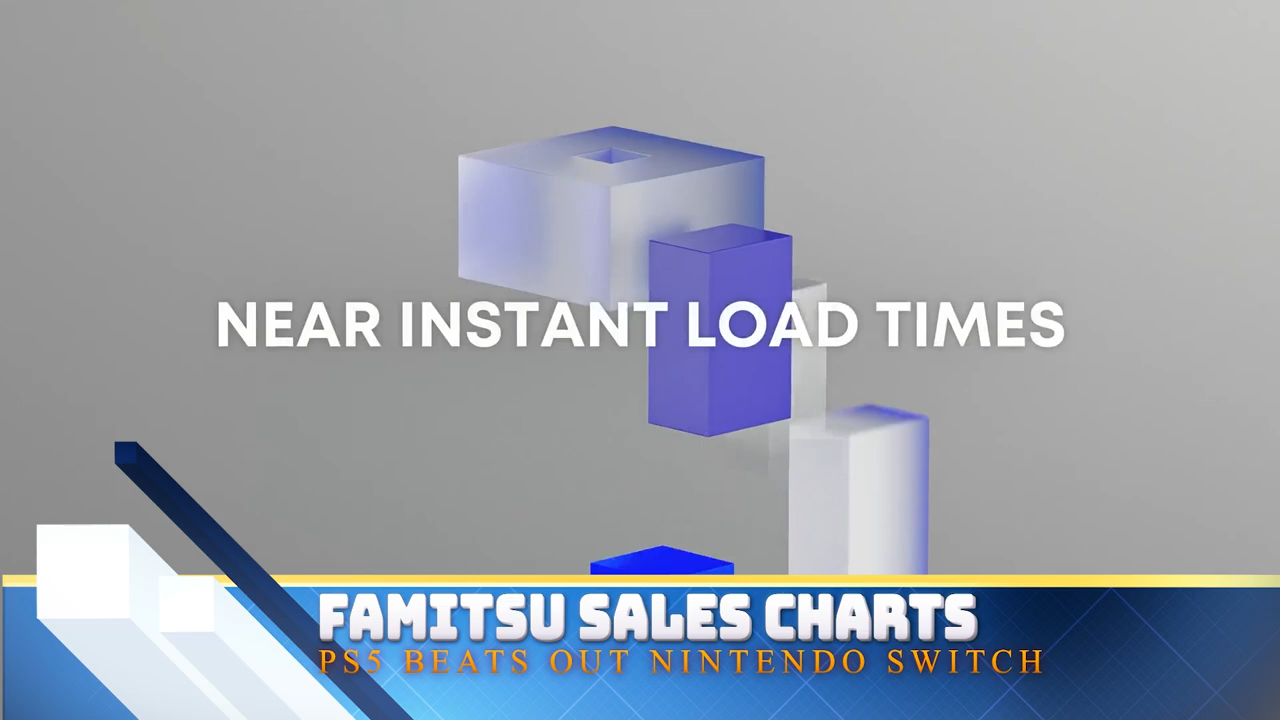 NEAR INSTANT LOAD TIMES
FAMITSU SALES CHARTS
PS5 BEATS OUT NINTENDO SWITCH